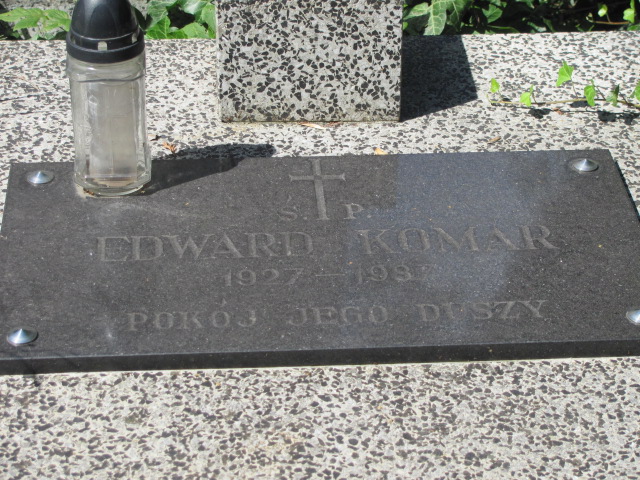 Ś. P.
EDWARD KOMAR
1927 — 1987
POKÓJ JEGO DUSZY